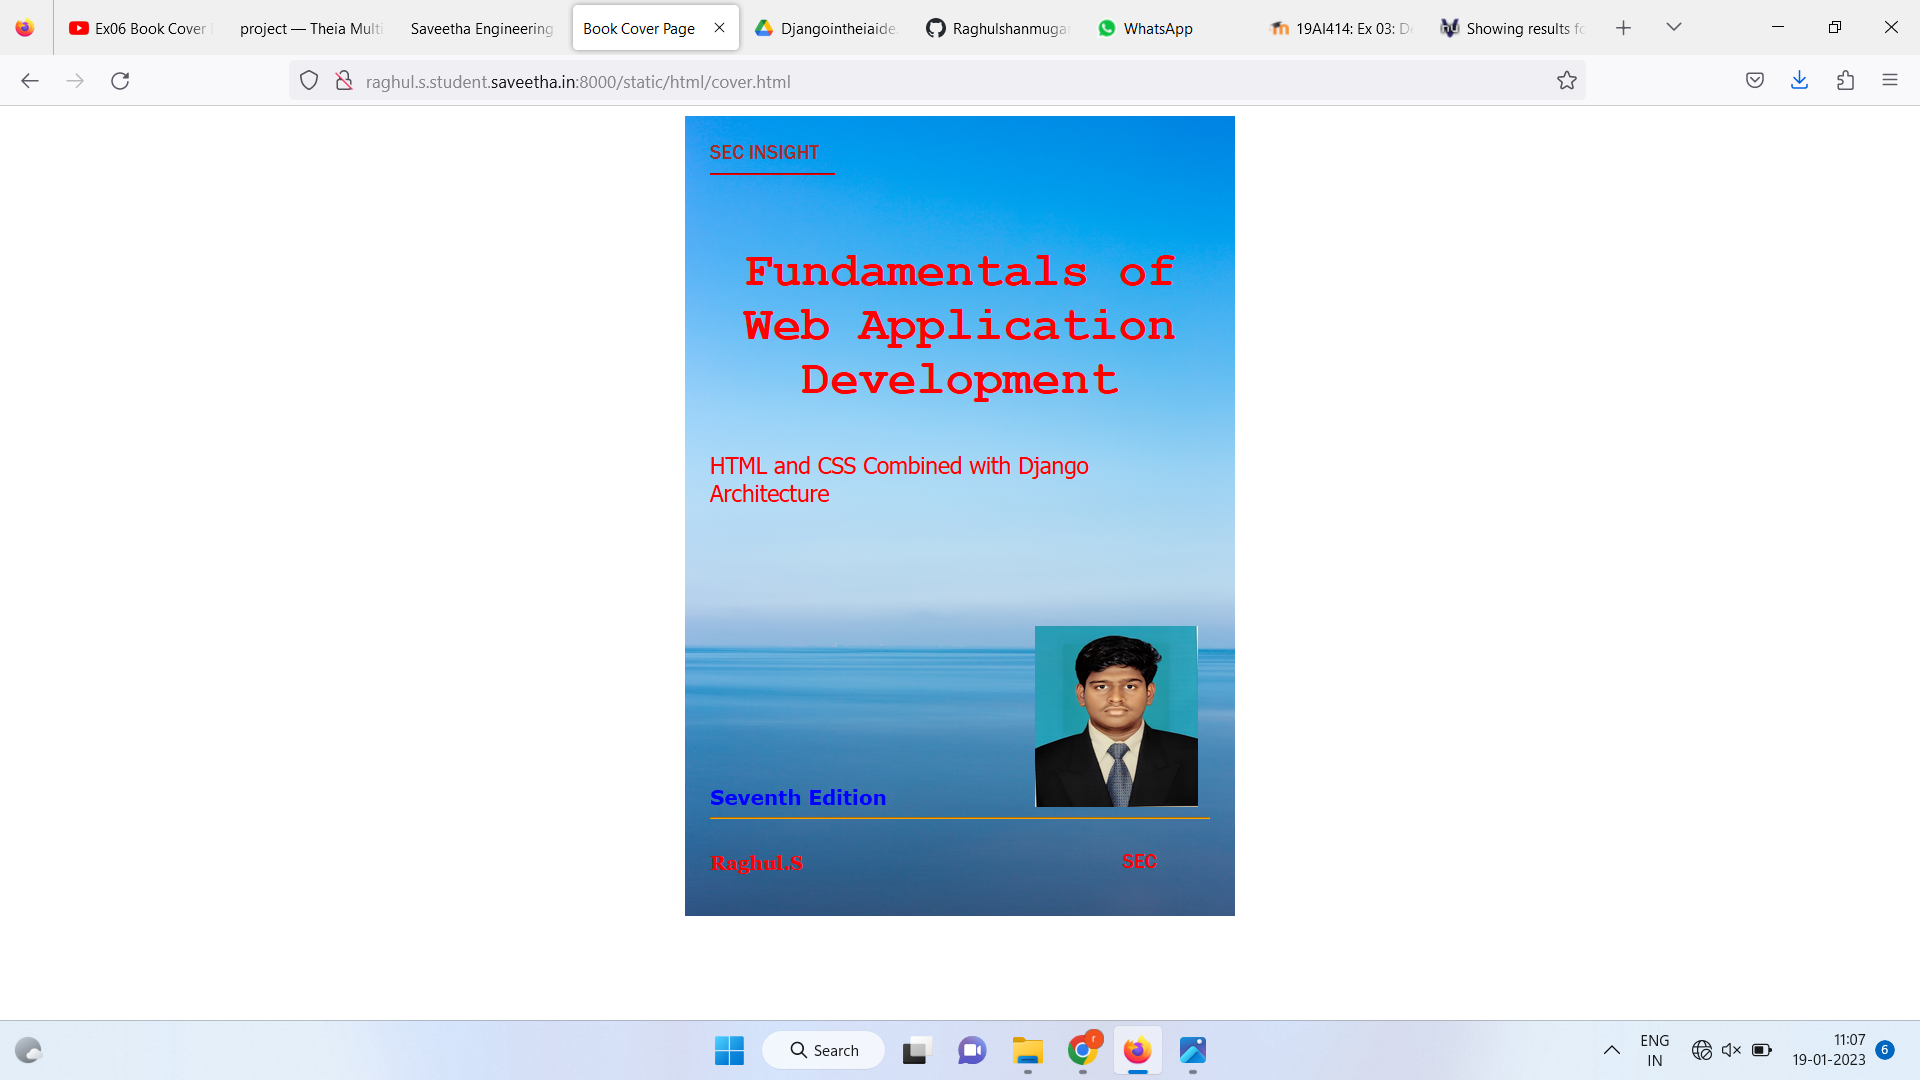 Ex06 Book Cover
project — Theia Multi
Saveetha Engineering
Book Cover Page
Djangointheiaide.
Raghulshanmuga
WhatsApp
19AI414: Ex 03: D
Showing results fo
raghul.s.student.saveetha.in:8000/static/html/cover.html
SEC INSIGHT
Fundamentals of
Web Application
Development
HTML and CSS Combined with Django
Architecture
Seventh Edition
Raghul.S
SEC
Search
ENG
IN
11:07
19-01-2023
6